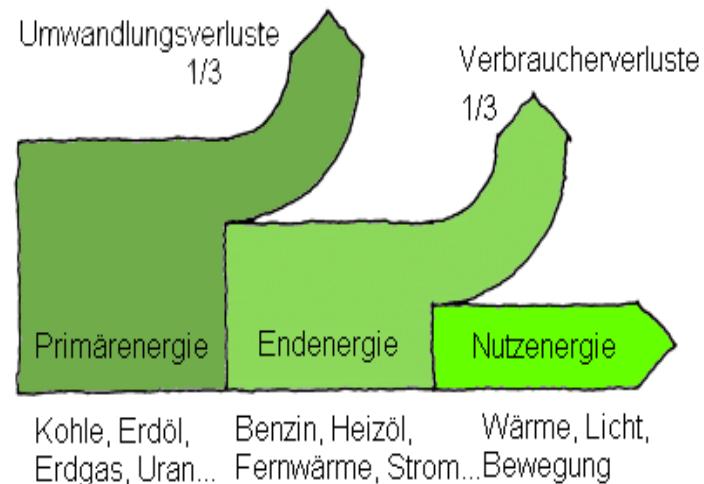 Umwandlungsverluste
1/3
Verbraucherverluste
1/3
Primärenergie
Endenergie
Nutzenergie
Kohle, Erdöl,
Erdgas, Uran...
Benzin, Heizöl,
Fernwärme, Strom...
Wärme, Licht,
Bewegung